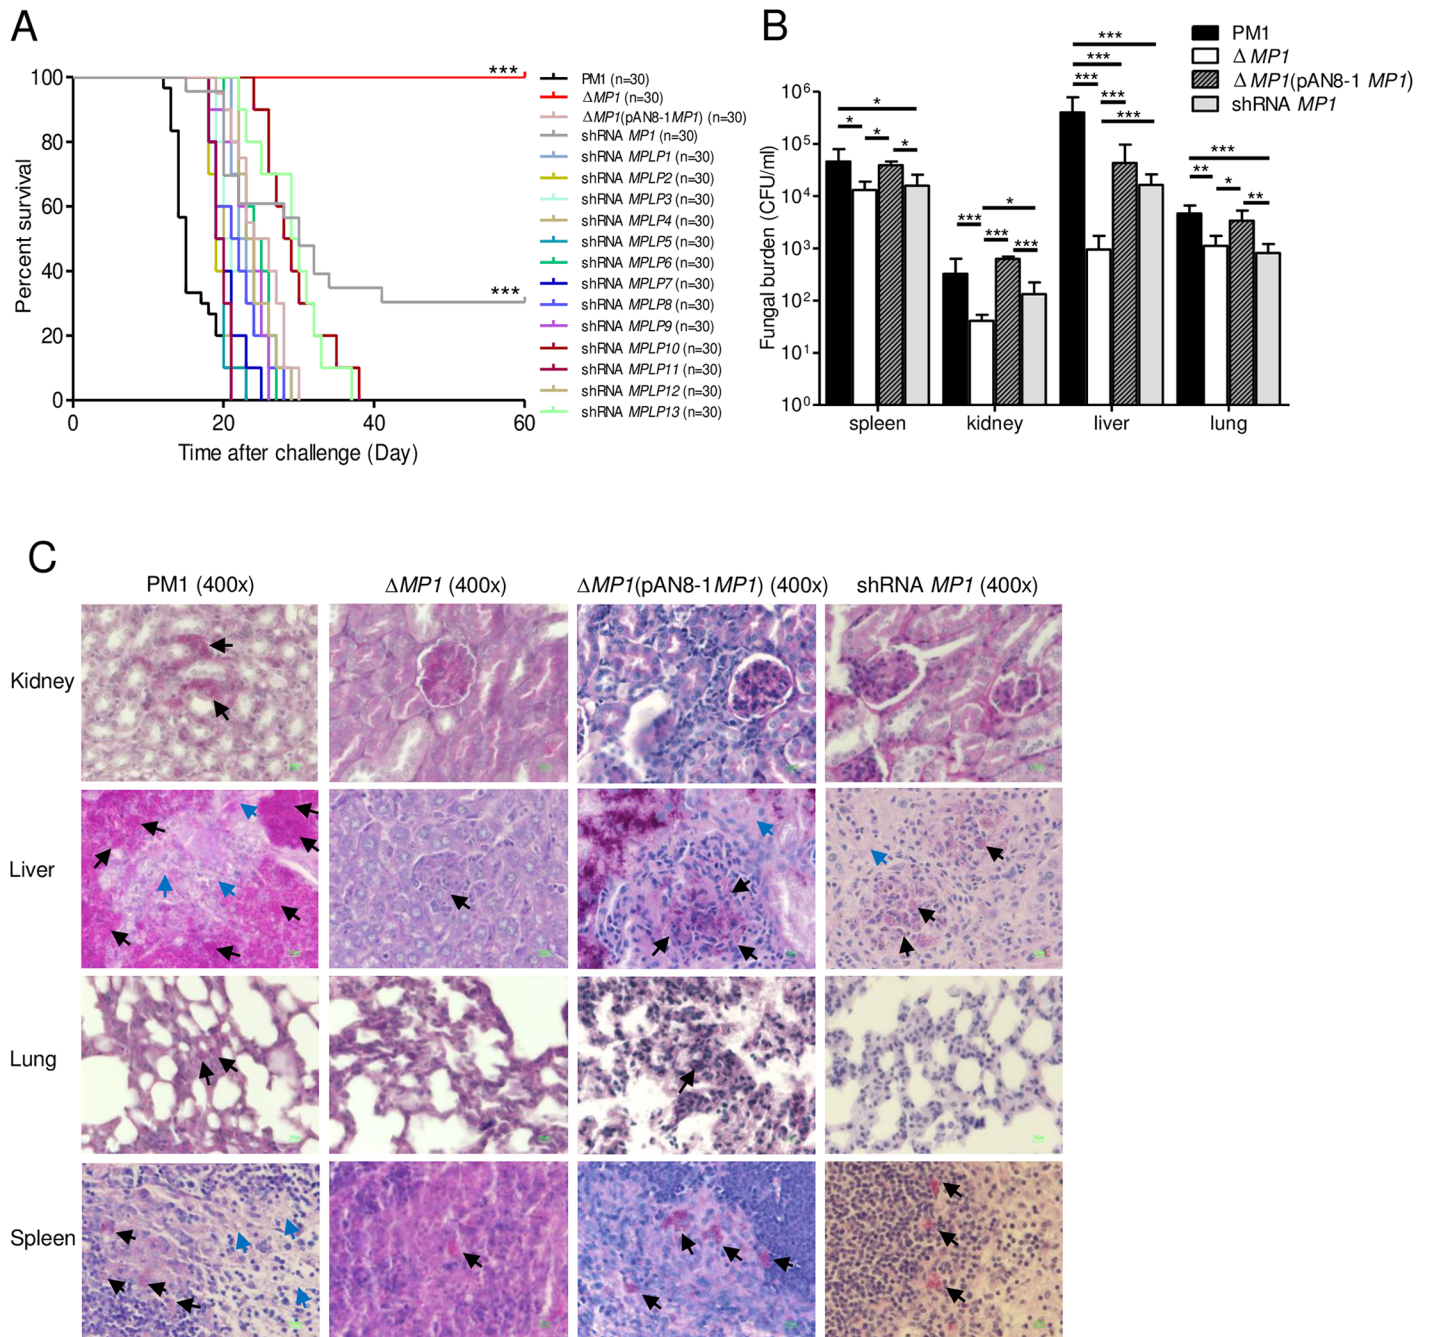 A
100
80
60
40
20
0
Percent survival
0 20 40 60
Time after challenge (Day)
***
***
PM1 (n=30)
ΔMP1 (n=30)
ΔMP1(pAN8-1MP1) (n=30)
shRNA MP1 (n=30)
shRNA MPLP1 (n=30)
shRNA MPLP2 (n=30)
shRNA MPLP3 (n=30)
shRNA MPLP4 (n=30)
shRNA MPLP5 (n=30)
shRNA MPLP6 (n=30)
shRNA MPLP7 (n=30)
shRNA MPLP8 (n=30)
shRNA MPLP9 (n=30)
shRNA MPLP10 (n=30)
shRNA MPLP11 (n=30)
shRNA MPLP12 (n=30)
shRNA MPLP13 (n=30)
B
PM1
Δ MP1
Δ MP1(pAN8-1 MP1)
shRNA MP1
Fungal burden (CFU/ml)
10⁶
10⁵
10⁴
10³
10²
10¹
10⁰
*
* * *
*
*** *** ***
***
***
*** ***
***
***
** * **
spleen kidney liver lung
C
PM1 (400x) ΔMP1 (400x) ΔMP1(pAN8-1MP1) (400x) shRNA MP1 (400x)
Kidney
Liver
Lung
Spleen